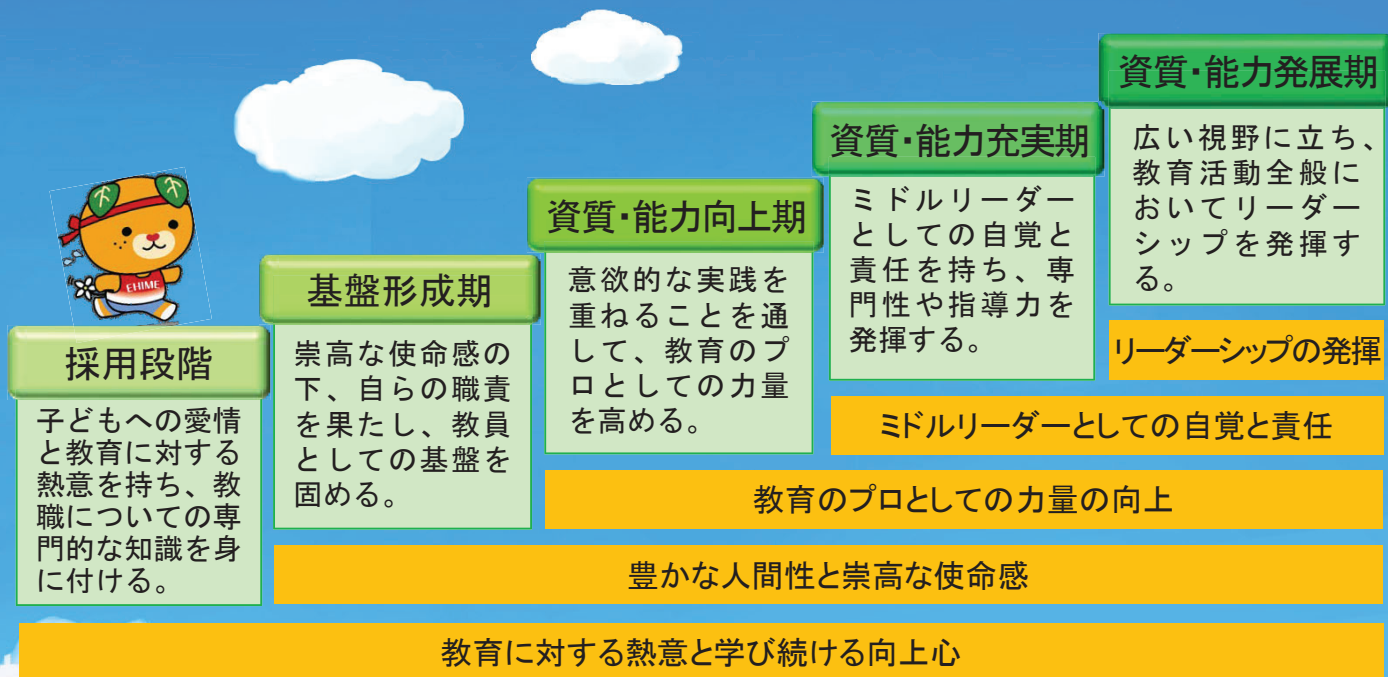 資質・能力発展期
広い視野に立ち、
教育活動全般に
おいてリーダー
シップを発揮す
る。
資質・能力充実期
ミドルリーダー
としての自覚と
責任を持ち、専
門性や指導力を
発揮する。
資質・能力向上期
意欲的な実践を
重ねることを通
して、教育のプ
ロとしての力量
を高める。
基盤形成期
崇高な使命感の
下、自らの職責
を果たし、教員
としての基盤を
固める。
EHIME
採用段階
子どもへの愛情
と教育に対する
熱意を持ち、教
職についての専
門的な知識を身
に付ける。
リーダーシップの発揮
ミドルリーダーとしての自覚と責任
教育のプロとしての力量の向上
豊かな人間性と崇高な使命感
教育に対する熱意と学び続ける向上心